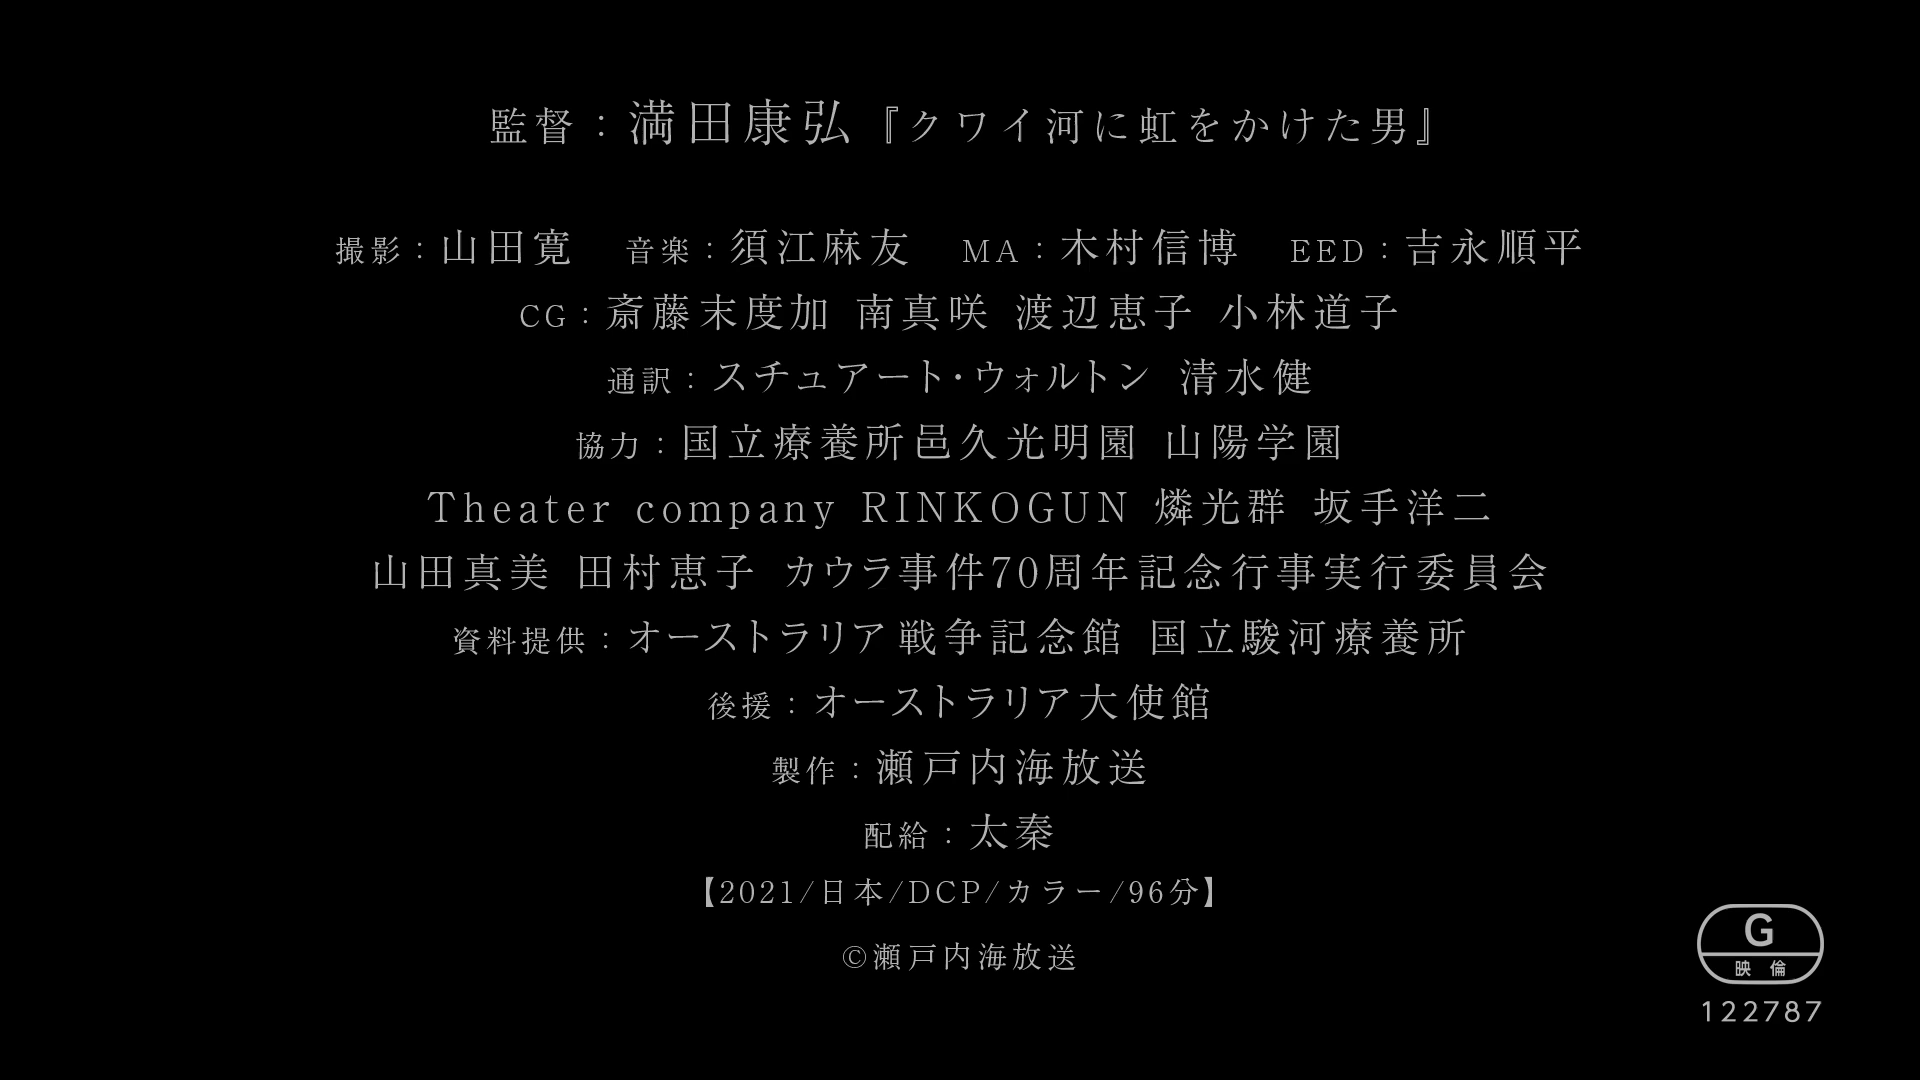 監督：満田康弘『クワイ河に虹をかけた男』
撮影：山田寛　音楽：須江麻友　MA：木村信博　EED：吉永順平
CG：斎藤末度加 南真咲 渡辺恵子 小林道子
通訳：スチュアート・ウォルトン 清水健
協力：国立療養所邑久光明園 山陽学園
Theater company RINKOGUN 燐光群 坂手洋二
山田真美 田村恵子 カウラ事件70周年記念行事実行委員会
資料提供：オーストラリア戦争記念館 国立駿河療養所
後援：オーストラリア大使館
製作：瀬戸内海放送
配給：太秦
【2021/日本/DCP/カラー/96分】
©瀬戸内海放送
G
映倫
122787